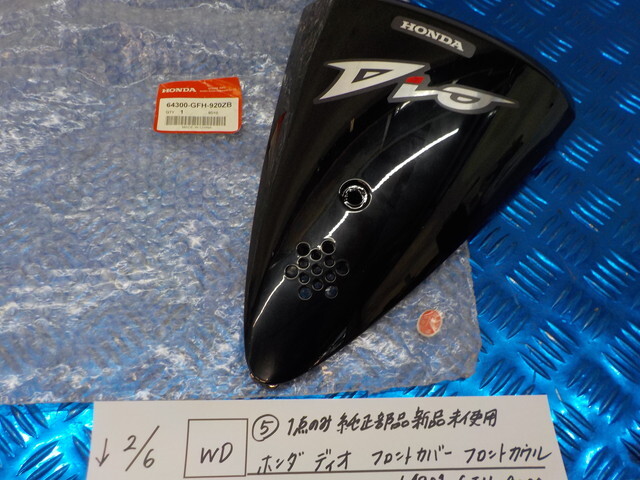 HONDA
Dio
HONDA
64300-GFH-920ZB
QTY 1
↓ 2/6
WD
⑤ 1点のみ 純正部品 新品 未使用
ホンダ ディオ フロントカバー フロントカウル